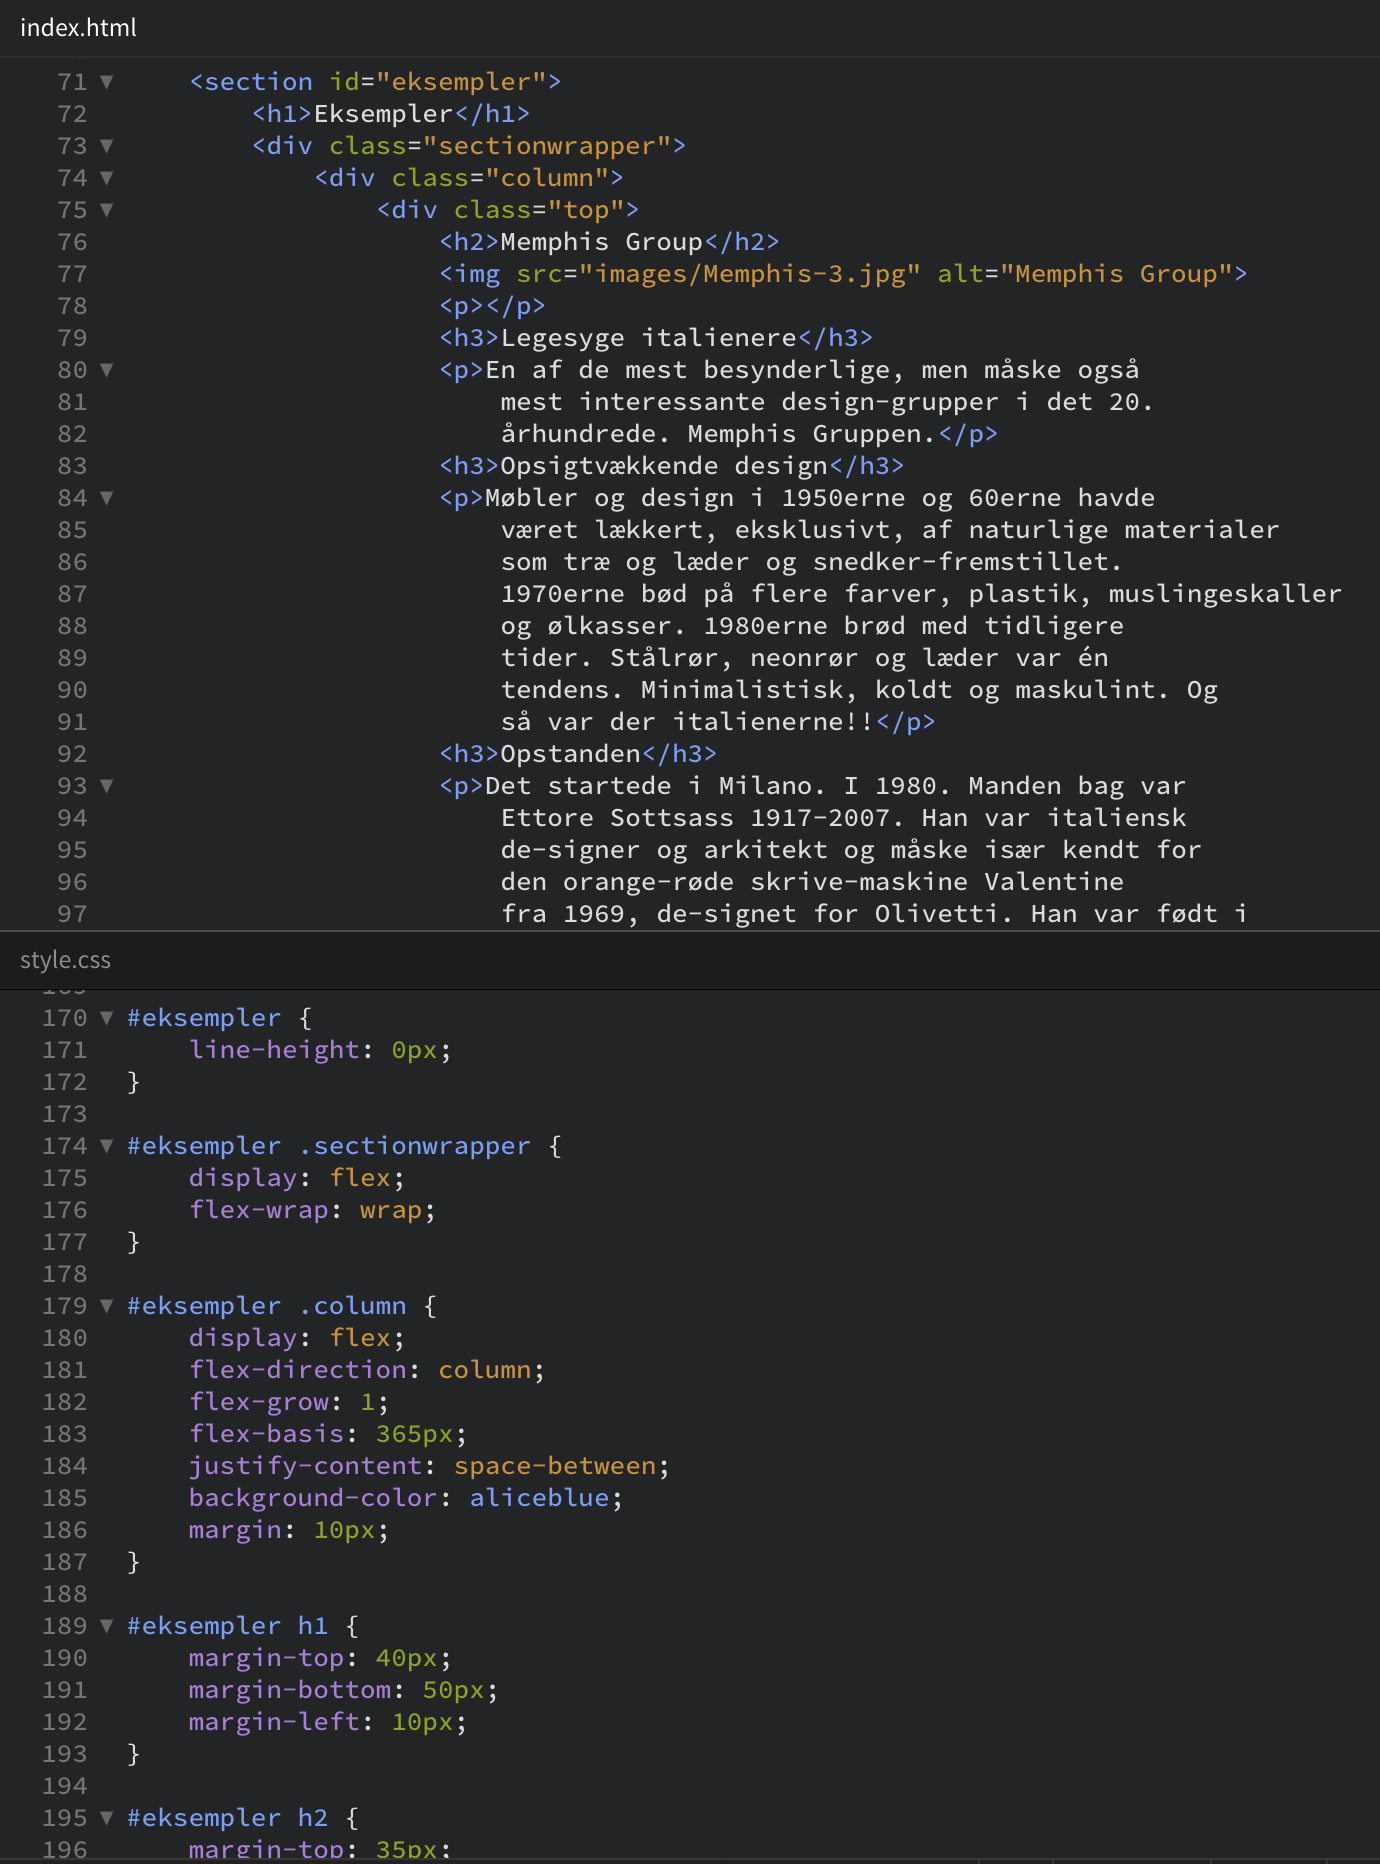 index.html
71 ▼ <section id="eksempler">
72 <h1>Eksempler</h1>
73 ▼ <div class="sectionwrapper">
74 ▼ <div class="column">
75 ▼ <div class="top">
76 <h2>Memphis Group</h2>
77 <img src="images/Memphis-3.jpg" alt="Memphis Group">
78 <p></p>
79 <h3>Legesyge italienere</h3>
80 ▼ <p>En af de mest besynderlige, men måske også
81 mest interessante design-grupper i det 20.
82 århundrede. Memphis Gruppen.</p>
83 <h3>Opsigtvækkende design</h3>
84 ▼ <p>Møbler og design i 1950erne og 60erne havde
85 været lækkert, eksklusivt, af naturlige materialer
86 som træ og læder og snedker-fremstillet.
87 1970erne bød på flere farver, plastik, muslingeskaller
88 og ølkasser. 1980erne brød med tidligere
89 tider. Stålrør, neonrør og læder var én
90 tendens. Minimalistisk, koldt og maskulint. Og
91 så var der italienerne!!</p>
92 <h3>Opstanden</h3>
93 ▼ <p>Det startede i Milano. I 1980. Manden bag var
94 Ettore Sottsass 1917-2007. Han var italiensk
95 de-signer og arkitekt og måske især kendt for
96 den orange-røde skrive-maskine Valentine
97 fra 1969, de-signet for Olivetti. Han var født i
style.css
169
170 ▼ #eksempler {
171 line-height: 0px;
172 }
173
174 ▼ #eksempler .sectionwrapper {
175 display: flex;
176 flex-wrap: wrap;
177 }
178
179 ▼ #eksempler .column {
180 display: flex;
181 flex-direction: column;
182 flex-grow: 1;
183 flex-basis: 365px;
184 justify-content: space-between;
185 background-color: aliceblue;
186 margin: 10px;
187 }
188
189 ▼ #eksempler h1 {
190 margin-top: 40px;
191 margin-bottom: 50px;
192 margin-left: 10px;
193 }
194
195 ▼ #eksempler h2 {
196 margin-top: 35px;